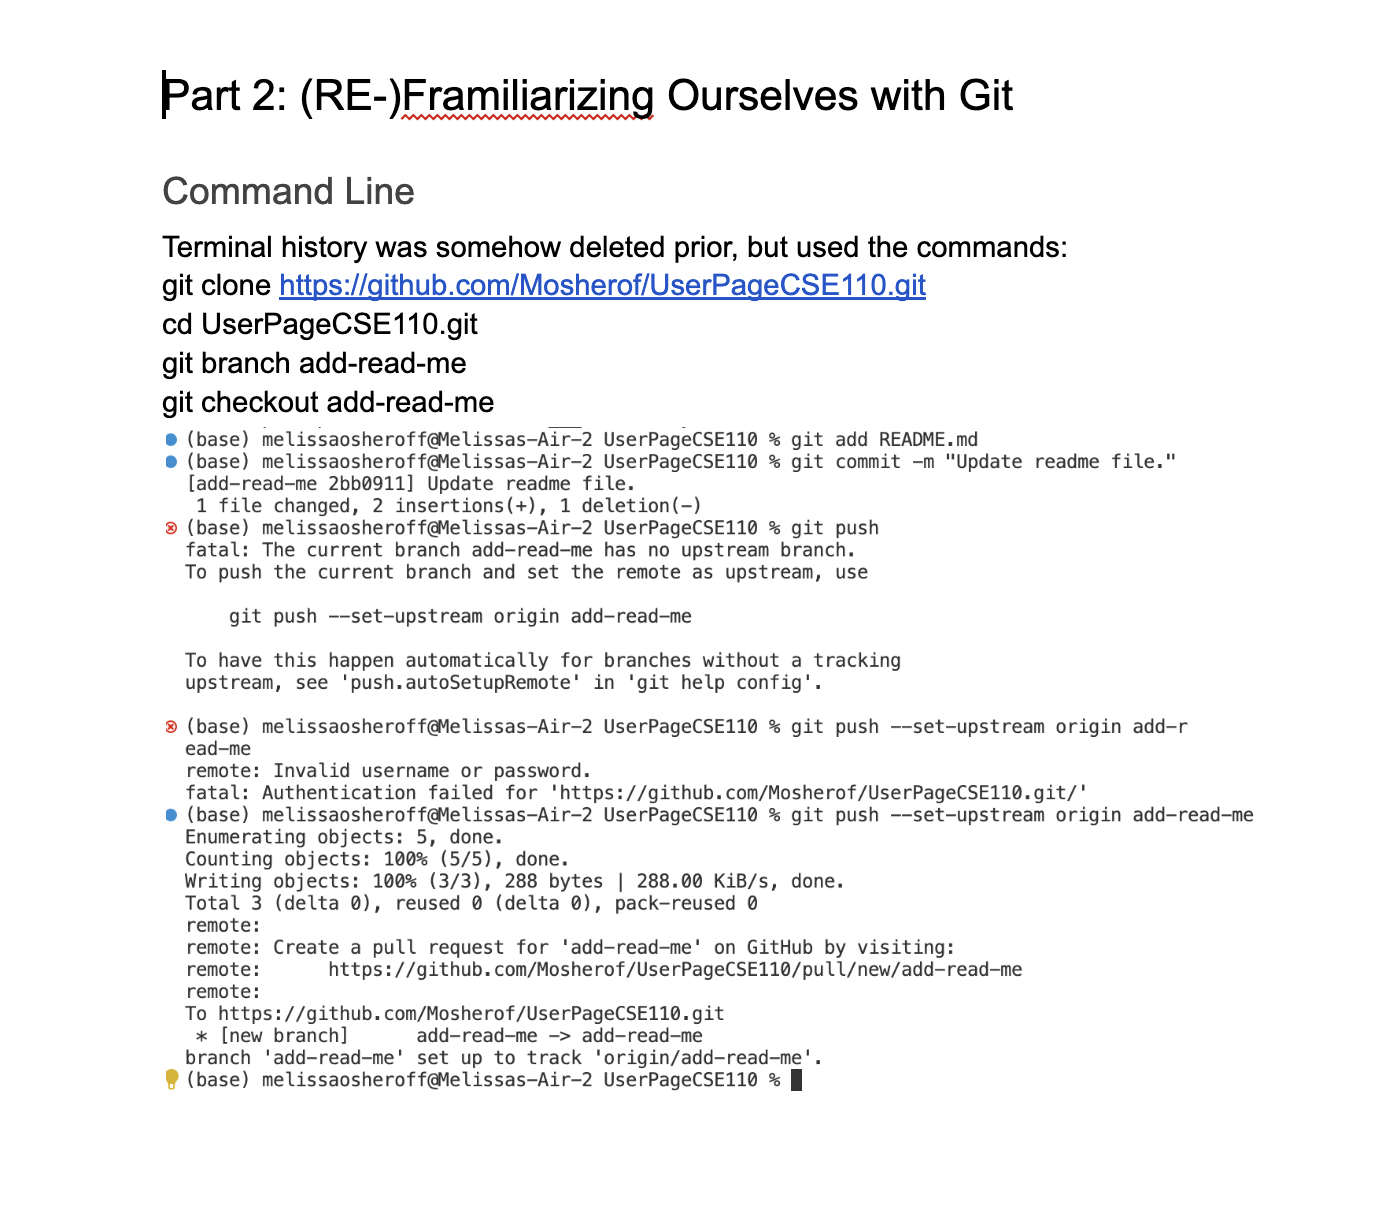 Part 2: (RE-)Framiliarizing Ourselves with Git
Command Line
Terminal history was somehow deleted prior, but used the commands:
git clone https://github.com/Mosherof/UserPageCSE110.git
cd UserPageCSE110.git
git branch add-read-me
git checkout add-read-me
(base) melissaosheroff@Melissas-Air-2 UserPageCSE110 % git add README.md
(base) melissaosheroff@Melissas-Air-2 UserPageCSE110 % git commit -m "Update readme file."
[add-read-me 2bb0911] Update readme file.
1 file changed, 2 insertions(+), 1 deletion(-)
(base) melissaosheroff@Melissas-Air-2 UserPageCSE110 % git push
fatal: The current branch add-read-me has no upstream branch.
To push the current branch and set the remote as upstream, use
git push --set-upstream origin add-read-me
To have this happen automatically for branches without a tracking
upstream, see 'push.autoSetupRemote' in 'git help config'.
(base) melissaosheroff@Melissas-Air-2 UserPageCSE110 % git push --set-upstream origin add-r
ead-me
remote: Invalid username or password.
fatal: Authentication failed for 'https://github.com/Mosherof/UserPageCSE110.git/'
(base) melissaosheroff@Melissas-Air-2 UserPageCSE110 % git push --set-upstream origin add-read-me
Enumerating objects: 5, done.
Counting objects: 100% (5/5), done.
Writing objects: 100% (3/3), 288 bytes | 288.00 KiB/s, done.
Total 3 (delta 0), reused 0 (delta 0), pack-reused 0
remote:
remote: Create a pull request for 'add-read-me' on GitHub by visiting:
remote:      https://github.com/Mosherof/UserPageCSE110/pull/new/add-read-me
remote:
To https://github.com/Mosherof/UserPageCSE110.git
* [new branch]      add-read-me -> add-read-me
branch 'add-read-me' set up to track 'origin/add-read-me'.
(base) melissaosheroff@Melissas-Air-2 UserPageCSE110 %